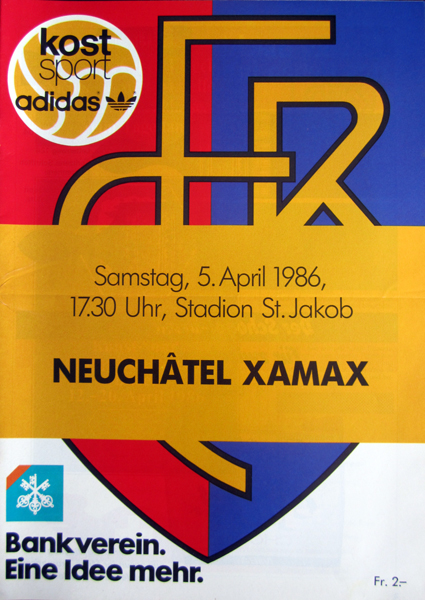 kost
sport
adidas
FCB
Samstag, 5. April 1986,
17.30 Uhr, Stadion St. Jakob
NEUCHÂTEL XAMAX
Bankverein.
Eine Idee mehr.
Fr. 2.–